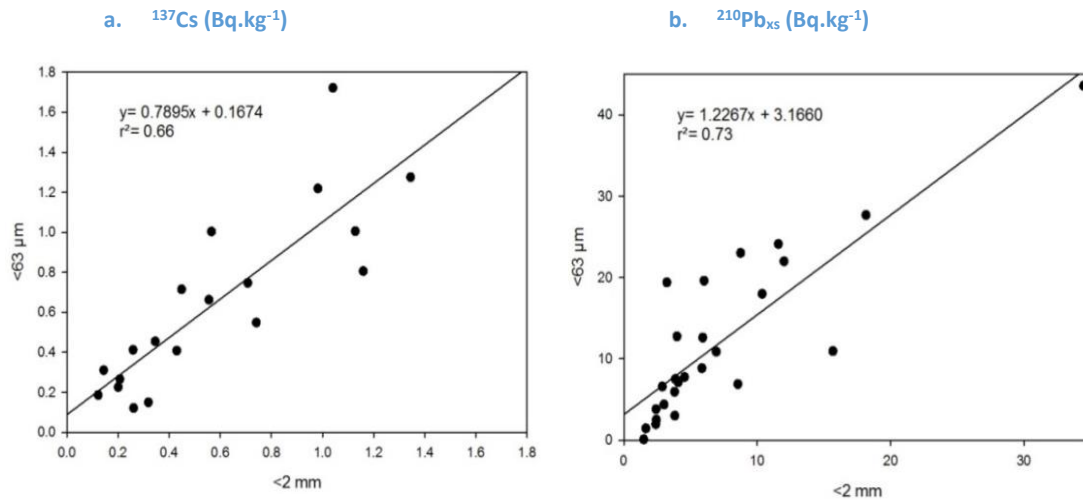 a. ¹³⁷Cs (Bq.kg⁻¹)
b. ²¹⁰Pbₓₛ (Bq.kg⁻¹)
1.8
1.6
1.4
1.2
1.0
0.8
0.6
0.4
0.2
0.0
<63 µm
y= 0.7895x + 0.1674
r²= 0.66
0.0 0.2 0.4 0.6 0.8 1.0 1.2 1.4 1.6 1.8
<2 mm
40
30
20
10
0
<63 µm
y= 1.2267x + 3.1660
r²= 0.73
0 10 20 30
<2 mm